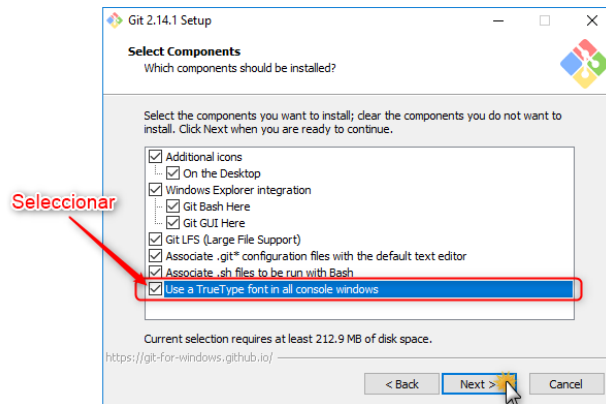 Git 2.14.1 Setup
Select Components
Which components should be installed?
Select the components you want to install; clear the components you do not want to
install. Click Next when you are ready to continue.
Additional icons
On the Desktop
Windows Explorer integration
Git Bash Here
Git GUI Here
Seleccionar
Git LFS (Large File Support)
Associate .git* configuration files with the default text editor
Associate .sh files to be run with Bash
Use a TrueType font in all console windows
Current selection requires at least 212.9 MB of disk space.
https://git-for-windows.github.io/
< Back Next > Cancel